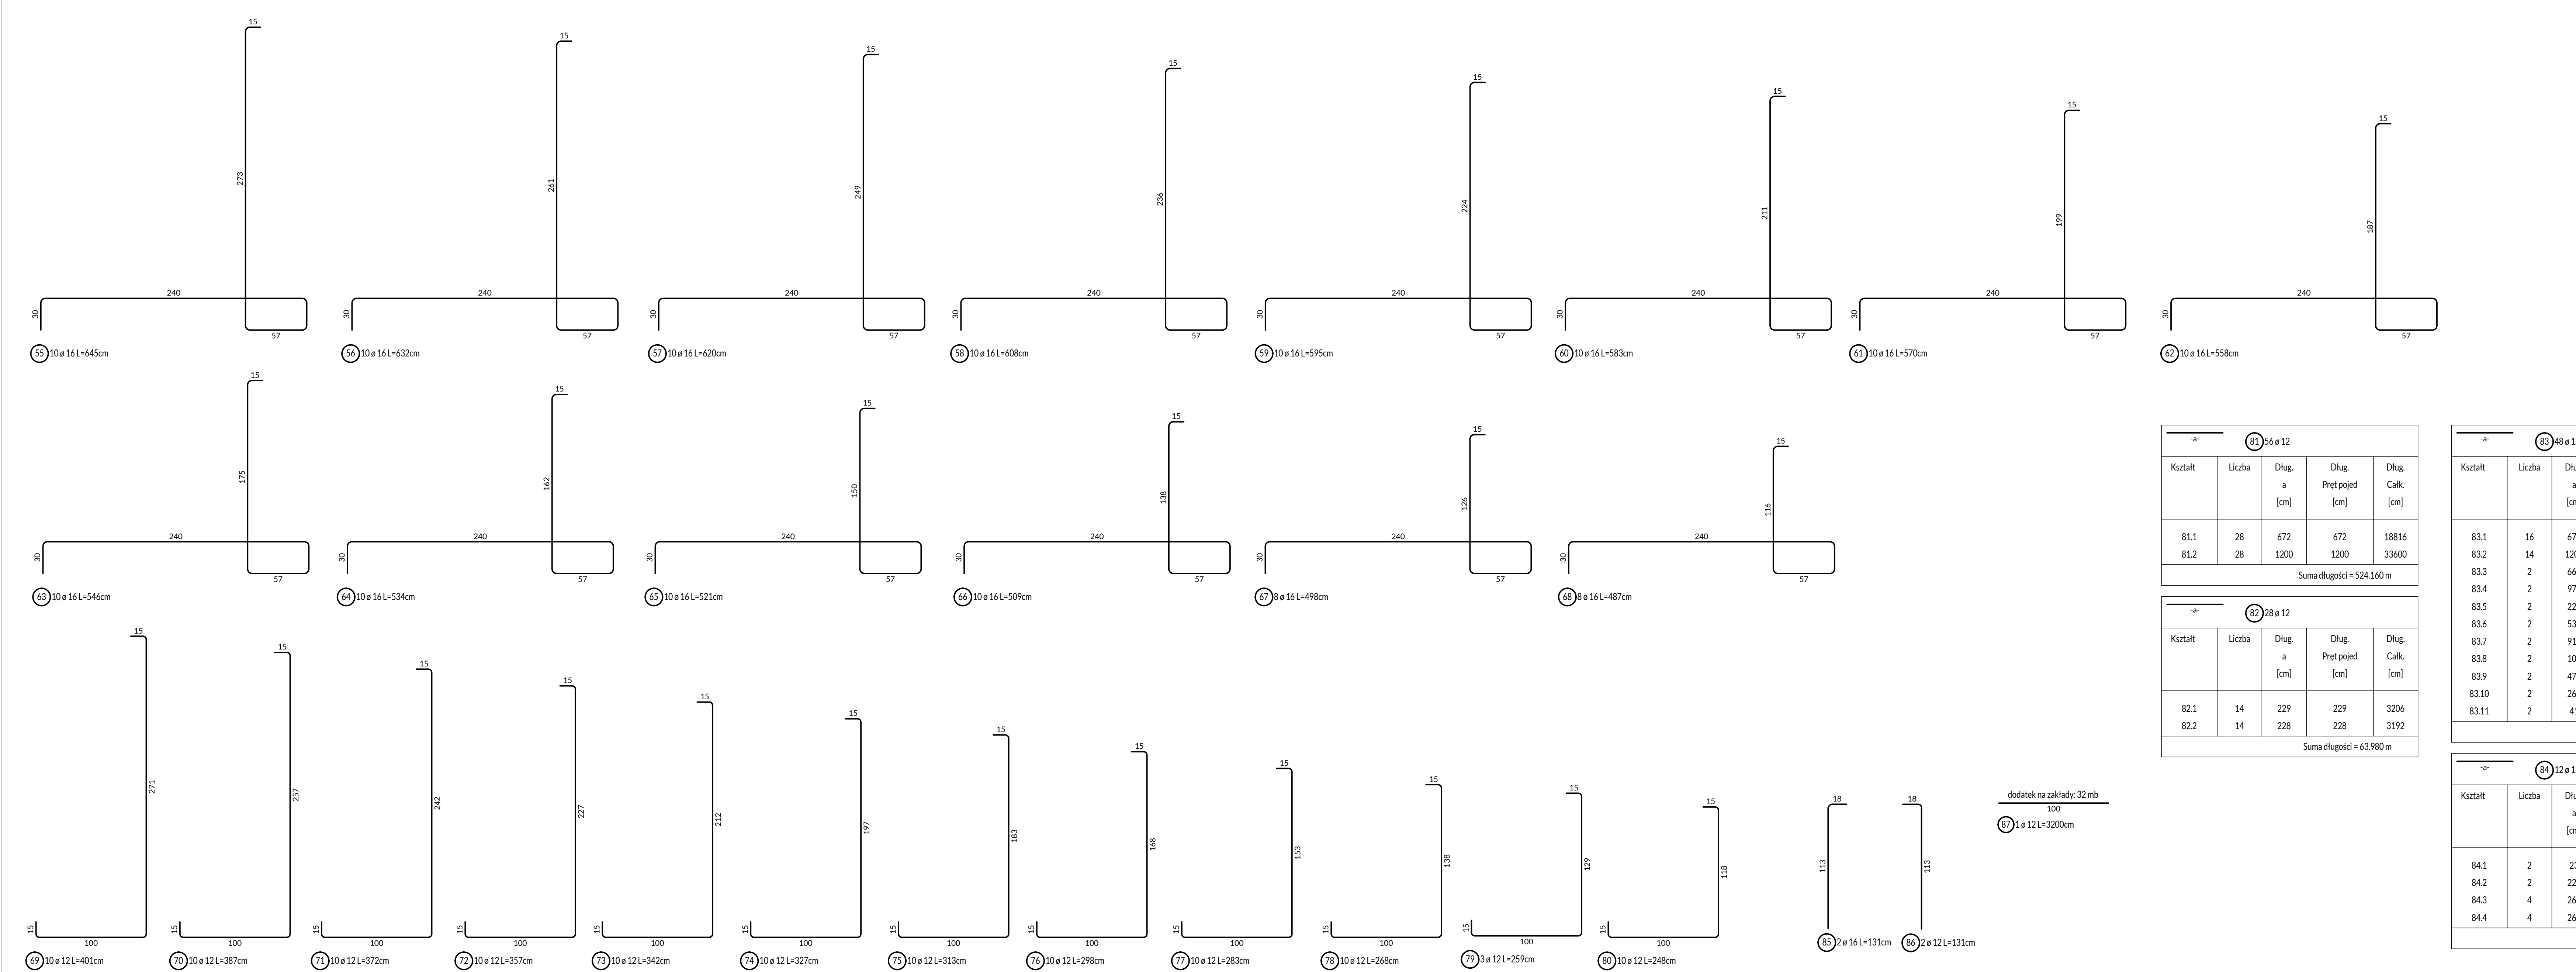 15
273
240
30
57
55 10 ø 16 L=645cm
15
261
240
30
57
56 10 ø 16 L=632cm
15
249
240
30
57
57 10 ø 16 L=620cm
15
236
240
30
57
58 10 ø 16 L=608cm
15
224
240
30
57
59 10 ø 16 L=595cm
15
211
240
30
57
60 10 ø 16 L=583cm
15
199
240
30
57
61 10 ø 16 L=570cm
15
187
240
30
57
62 10 ø 16 L=558cm
15
175
240
30
57
63 10 ø 16 L=546cm
15
162
240
30
57
64 10 ø 16 L=534cm
15
150
240
30
57
65 10 ø 16 L=521cm
15
138
240
30
57
66 10 ø 16 L=509cm
15
126
240
30
57
67 8 ø 16 L=498cm
15
116
240
30
57
68 8 ø 16 L=487cm
15
271
15
100
69 10 ø 12 L=401cm
15
257
15
100
70 10 ø 12 L=387cm
15
242
15
100
71 10 ø 12 L=372cm
15
227
15
100
72 10 ø 12 L=357cm
15
212
15
100
73 10 ø 12 L=342cm
15
197
15
100
74 10 ø 12 L=327cm
15
183
15
100
75 10 ø 12 L=313cm
15
168
15
100
76 10 ø 12 L=298cm
15
153
15
100
77 10 ø 12 L=283cm
15
138
15
100
78 10 ø 12 L=268cm
15
129
15
100
79 3 ø 12 L=259cm
15
118
15
100
80 10 ø 12 L=248cm
18
113
85 2 ø 16 L=131cm
18
113
86 2 ø 12 L=131cm
dodatek na zakłady: 32 mb
100
87 1 ø 12 L=3200cm
-a- 81 56 ø 12
Kształt Liczba Dług. Dług. Dług.
a Pręt pojed Całk.
[cm] [cm] [cm]
81.1 28 672 672 18816
81.2 28 1200 1200 33600
Suma długości = 524.160 m
-a- 82 28 ø 12
Kształt Liczba Dług. Dług. Dług.
a Pręt pojed Całk.
[cm] [cm] [cm]
82.1 14 229 229 3206
82.2 14 228 228 3192
Suma długości = 63.980 m
-a- 83 48 ø
Kształt Liczba
83.1 16
83.2 14
83.3 2
83.4 2
83.5 2
83.6 2
83.7 2
83.8 2
83.9 2
83.10 2
83.11 2
-a- 84 12 ø
Kształt Liczba
84.1 2
84.2 2
84.3 4
84.4 4